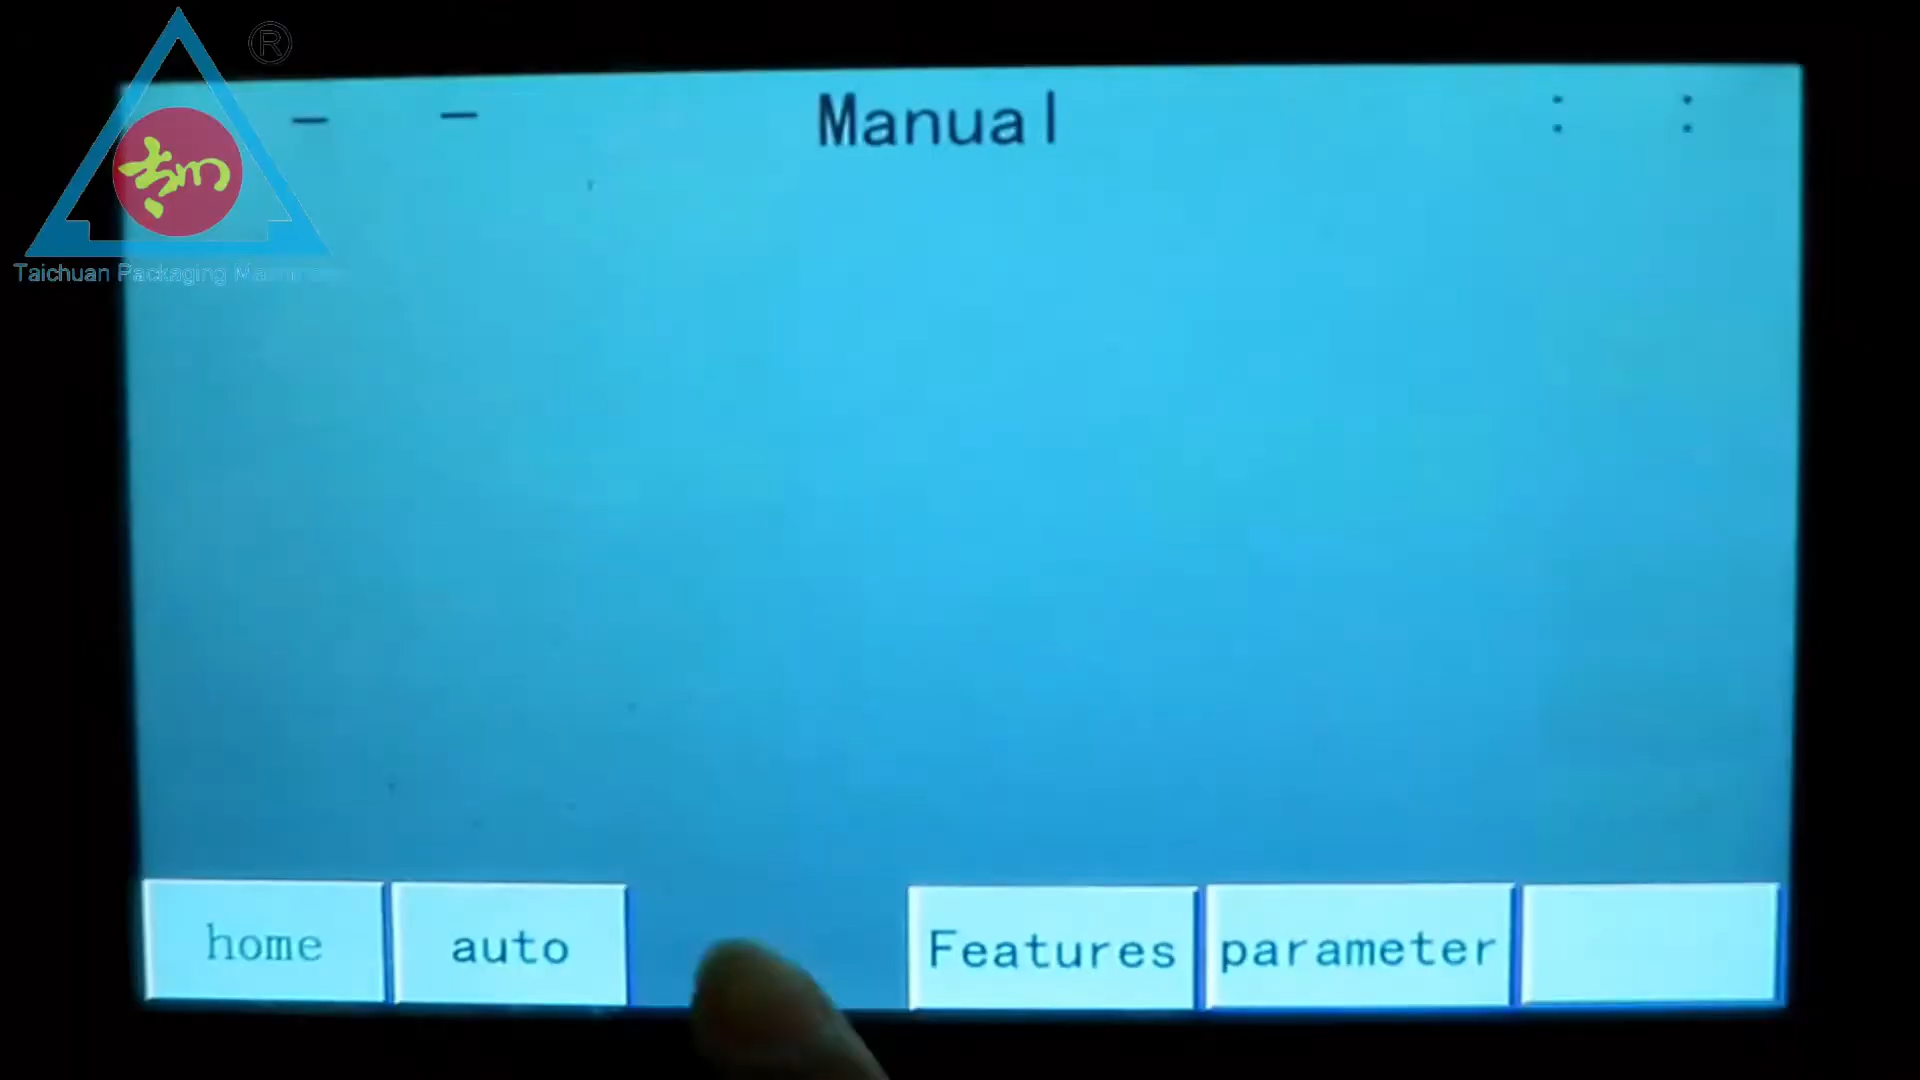 ®
Manual
- -
: :
Taichuan Packaging
home
auto
Features
parameter